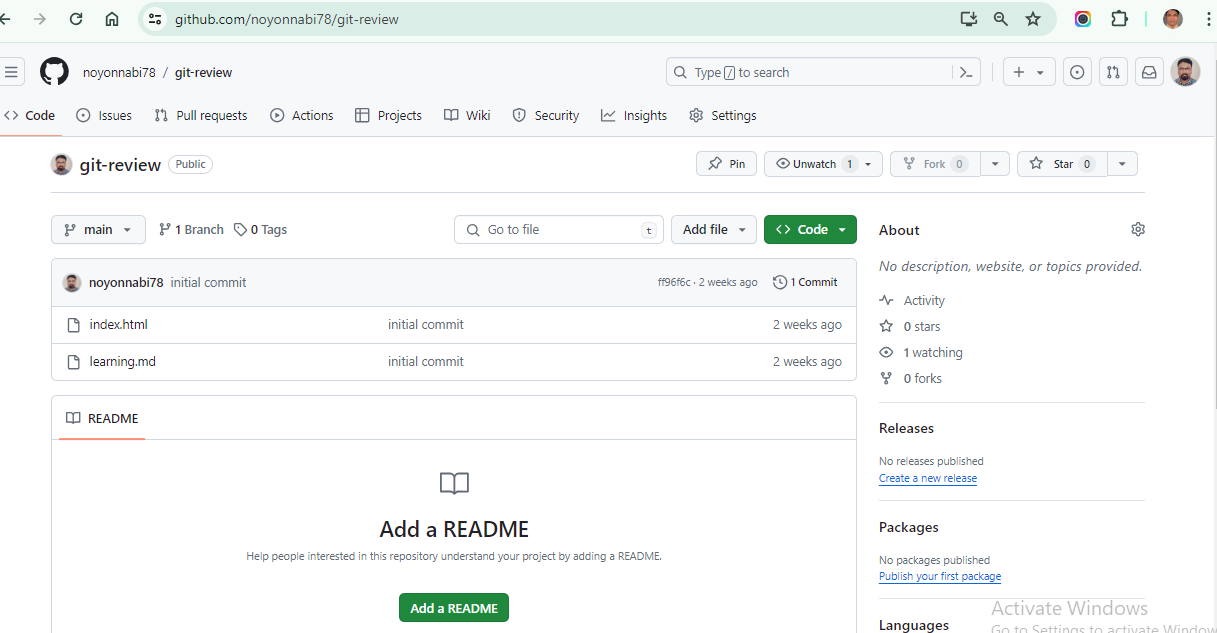 github.com/noyonnabi78/git-review
noyonnabi78 / git-review
Type / to search
Code Issues Pull requests Actions Projects Wiki Security Insights Settings
git-review Public
Pin Unwatch 1 Fork 0 Star 0
main 1 Branch 0 Tags Go to file t Add file <> Code
About
No description, website, or topics provided.
noyonnabi78 initial commit ff96f6c · 2 weeks ago 1 Commit
index.html initial commit 2 weeks ago
learning.md initial commit 2 weeks ago
Activity
0 stars
1 watching
0 forks
README
Add a README
Help people interested in this repository understand your project by adding a README.
Add a README
Releases
No releases published
Create a new release
Packages
No packages published
Publish your first package
Languages
Activate Windows
Go to Settings to activate Window